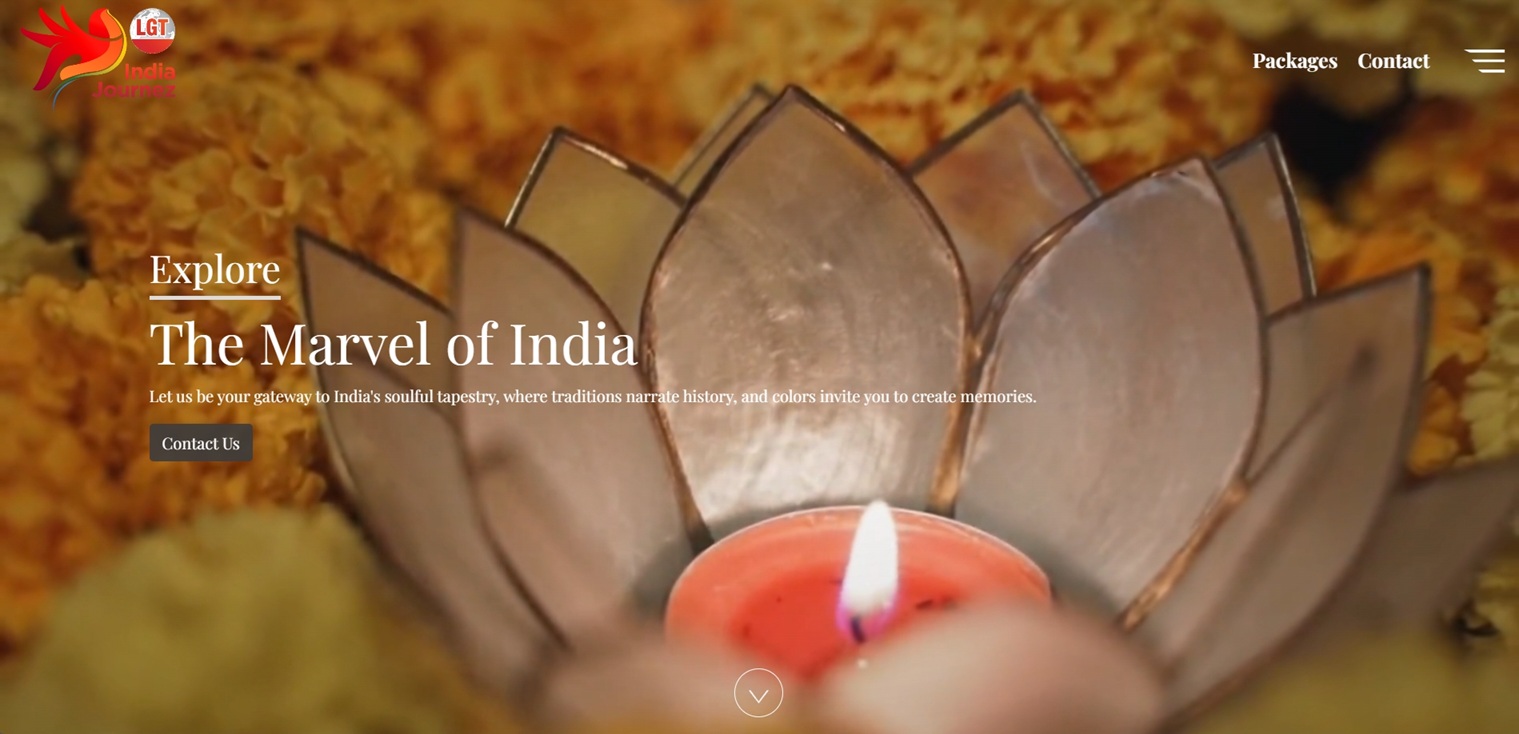 LGT
India
Journez
Packages Contact
Explore
The Marvel of India
Let us be your gateway to India's soulful tapestry, where traditions narrate history, and colors invite you to create memories.
Contact Us